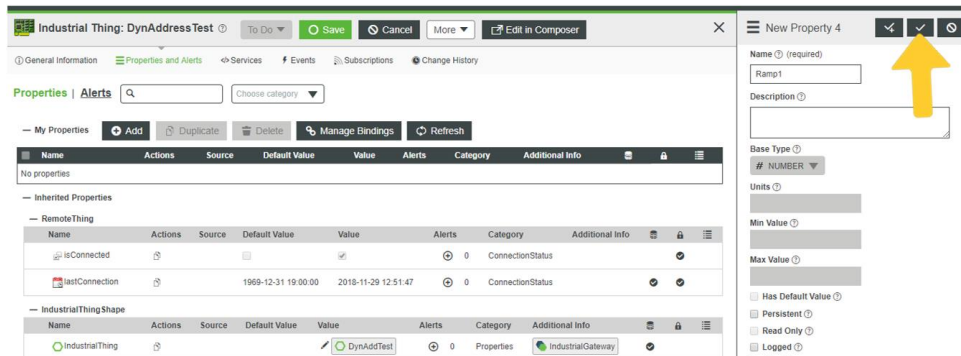 Industrial Thing: DynAddressTest
To Do
Save
Cancel
More
Edit in Composer
General Information
Properties and Alerts
Services
Events
Subscriptions
Change History
Properties | Alerts
Choose category
My Properties
Add
Duplicate
Delete
Manage Bindings
Refresh
Name Actions Source Default Value Value Alerts Category Additional Info
No properties
Inherited Properties
RemoteThing
Name Actions Source Default Value Value Alerts Category Additional Info
isConnected 0 ConnectionStatus
lastConnection 1969-12-31 19:00:00 2018-11-29 12:51:47 0 ConnectionStatus
IndustrialThingShape
Name Actions Source Default Value Value Alerts Category Additional Info
IndustrialThing DynAddTest 0 Properties IndustrialGateway
New Property 4
Name (required)
Ramp1
Description
Base Type
# NUMBER
Units
Min Value
Max Value
Has Default Value
Persistent
Read Only
Logged